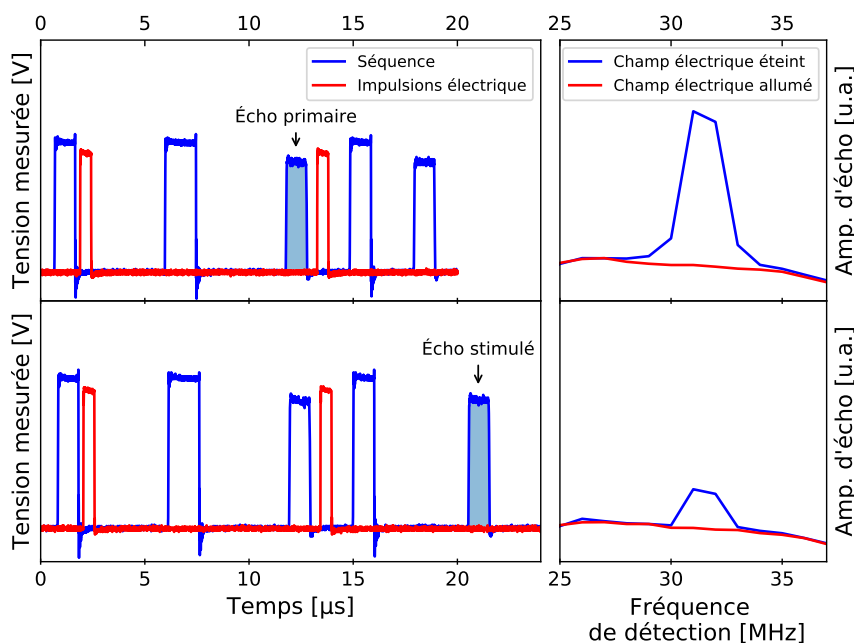 0 5 10 15 20
25 30 35
Tension mesurée [V]
Séquence
Impulsions électrique
Écho primaire
Champ électrique éteint
Champ électrique allumé
Amp. d'écho [u.a.]
Tension mesurée [V]
Écho stimulé
Amp. d'écho [u.a.]
0 5 10 15 20
25 30 35
Temps [µs]
Fréquence
de détection [MHz]